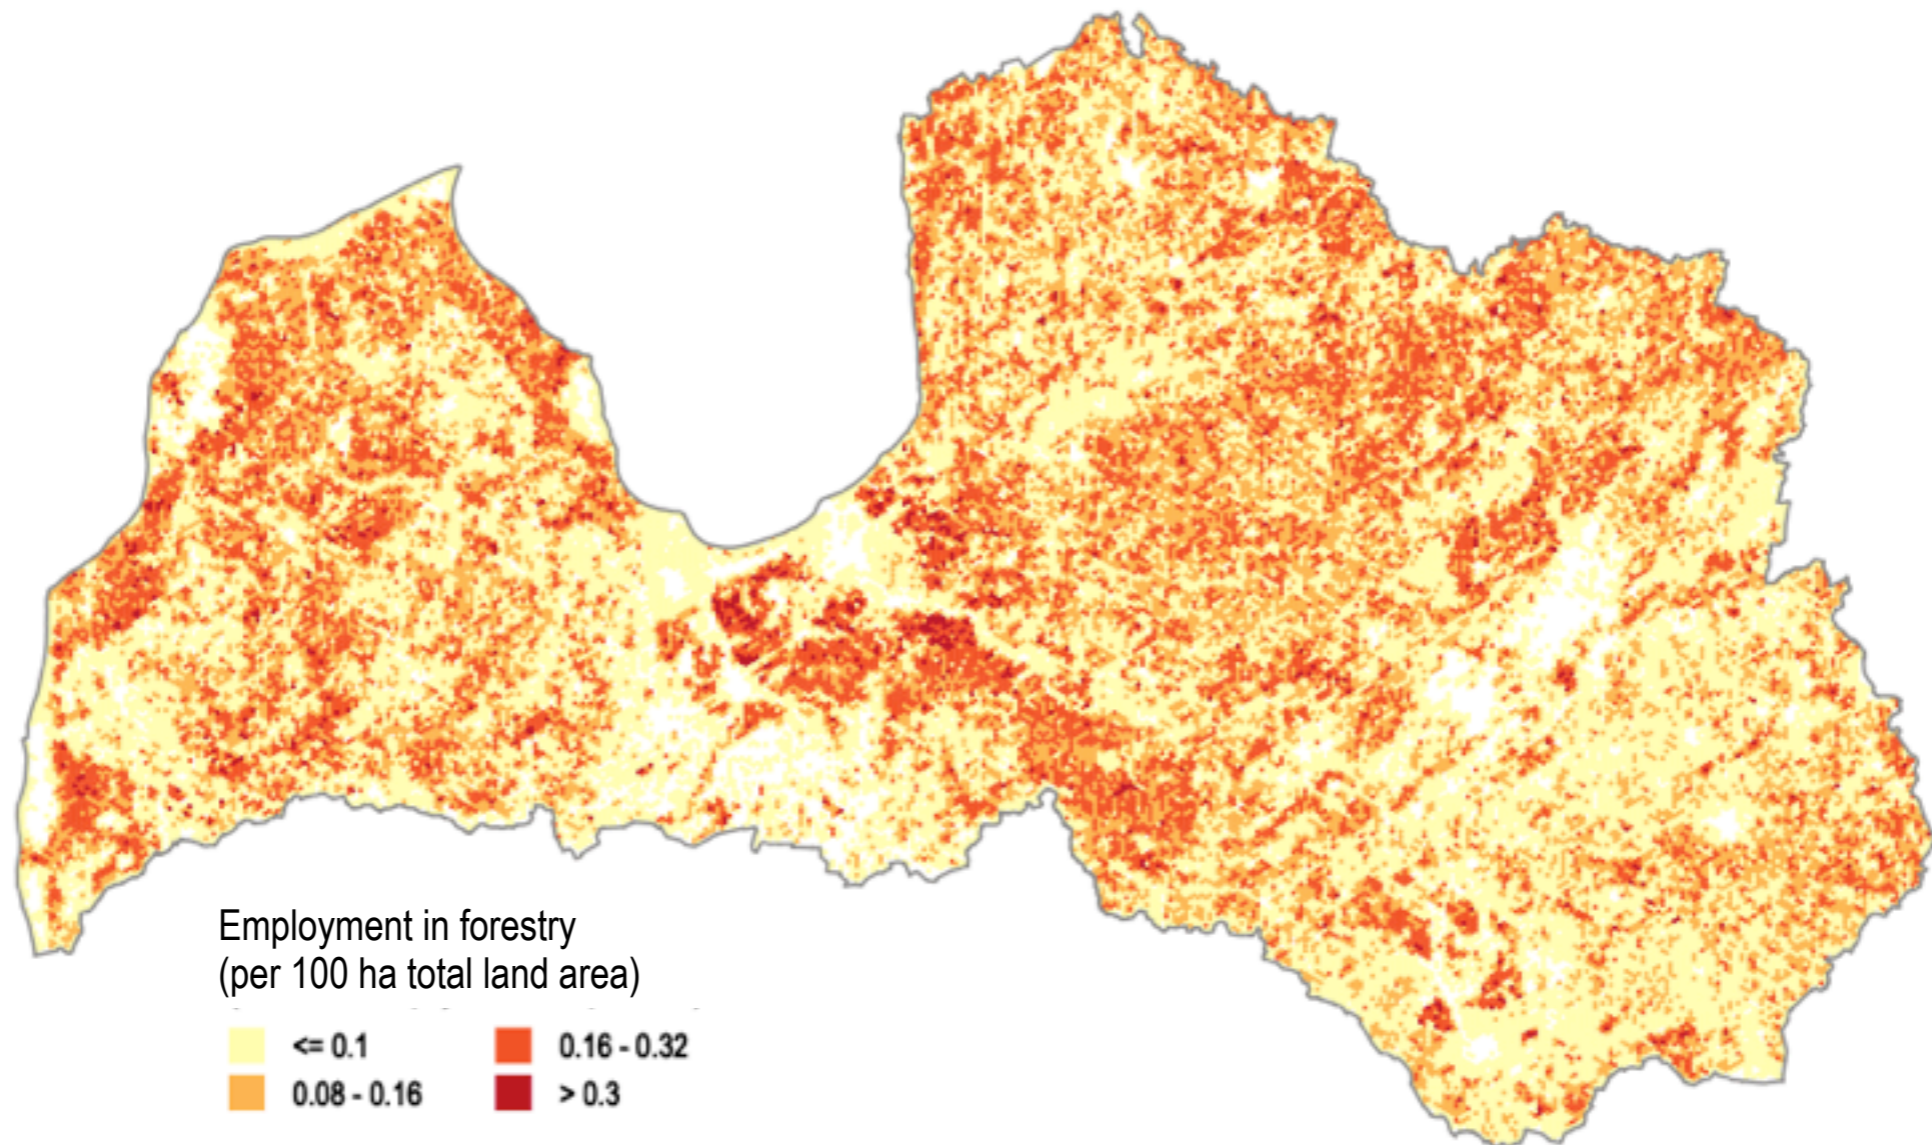 Employment in forestry
(per 100 ha total land area)
<= 0.1
0.16 - 0.32
0.08 - 0.16
> 0.3